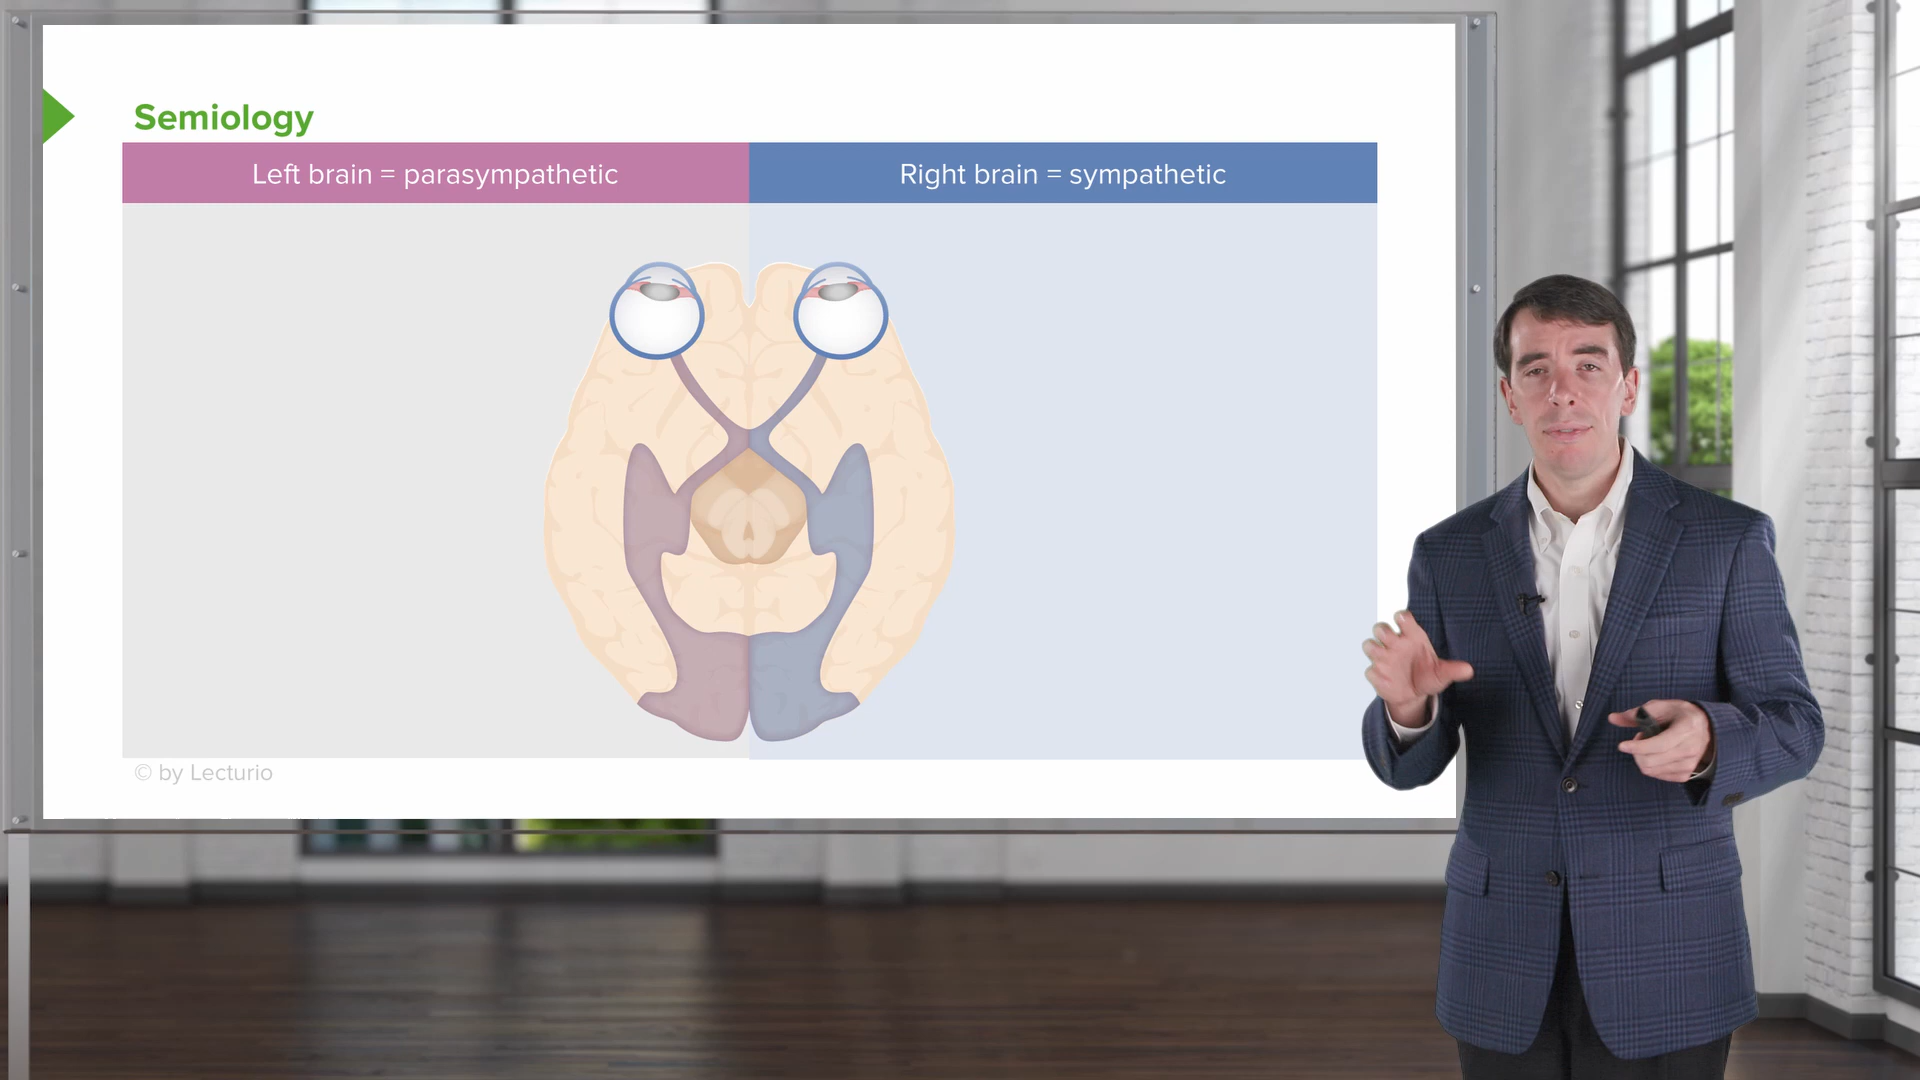 Semiology
Left brain = parasympathetic
Right brain = sympathetic
© by Lecturio